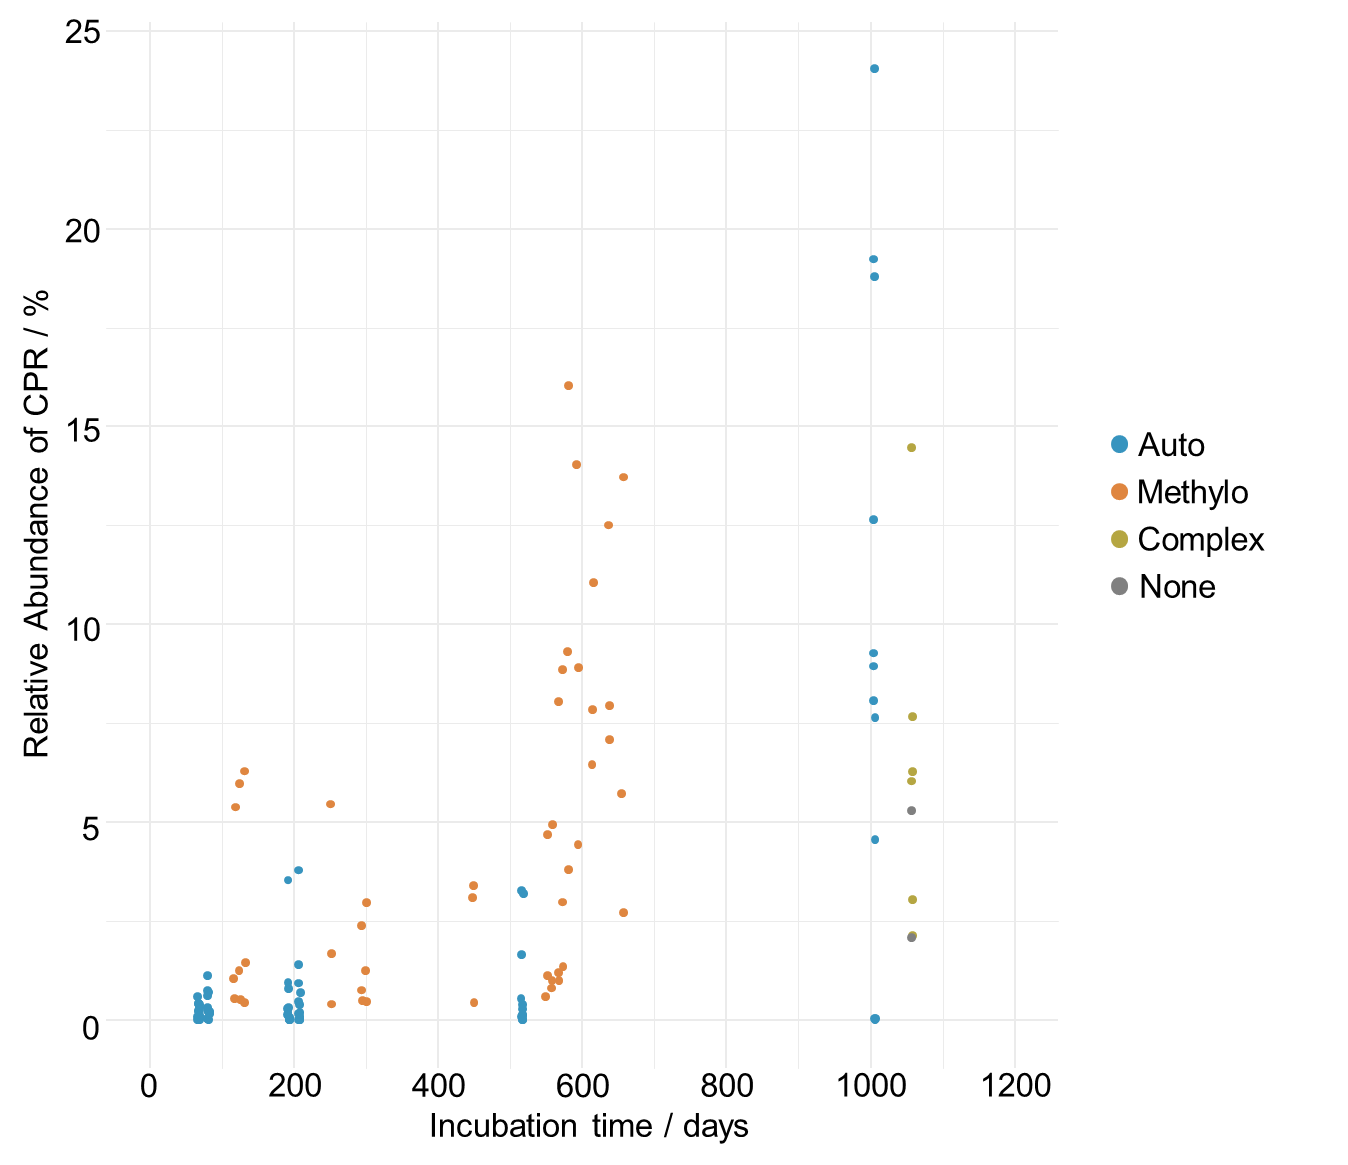 25
20
15
10
5
0
Relative Abundance of CPR / %
0 200 400 600 800 1000 1200
Incubation time / days
Auto
Methylo
Complex
None